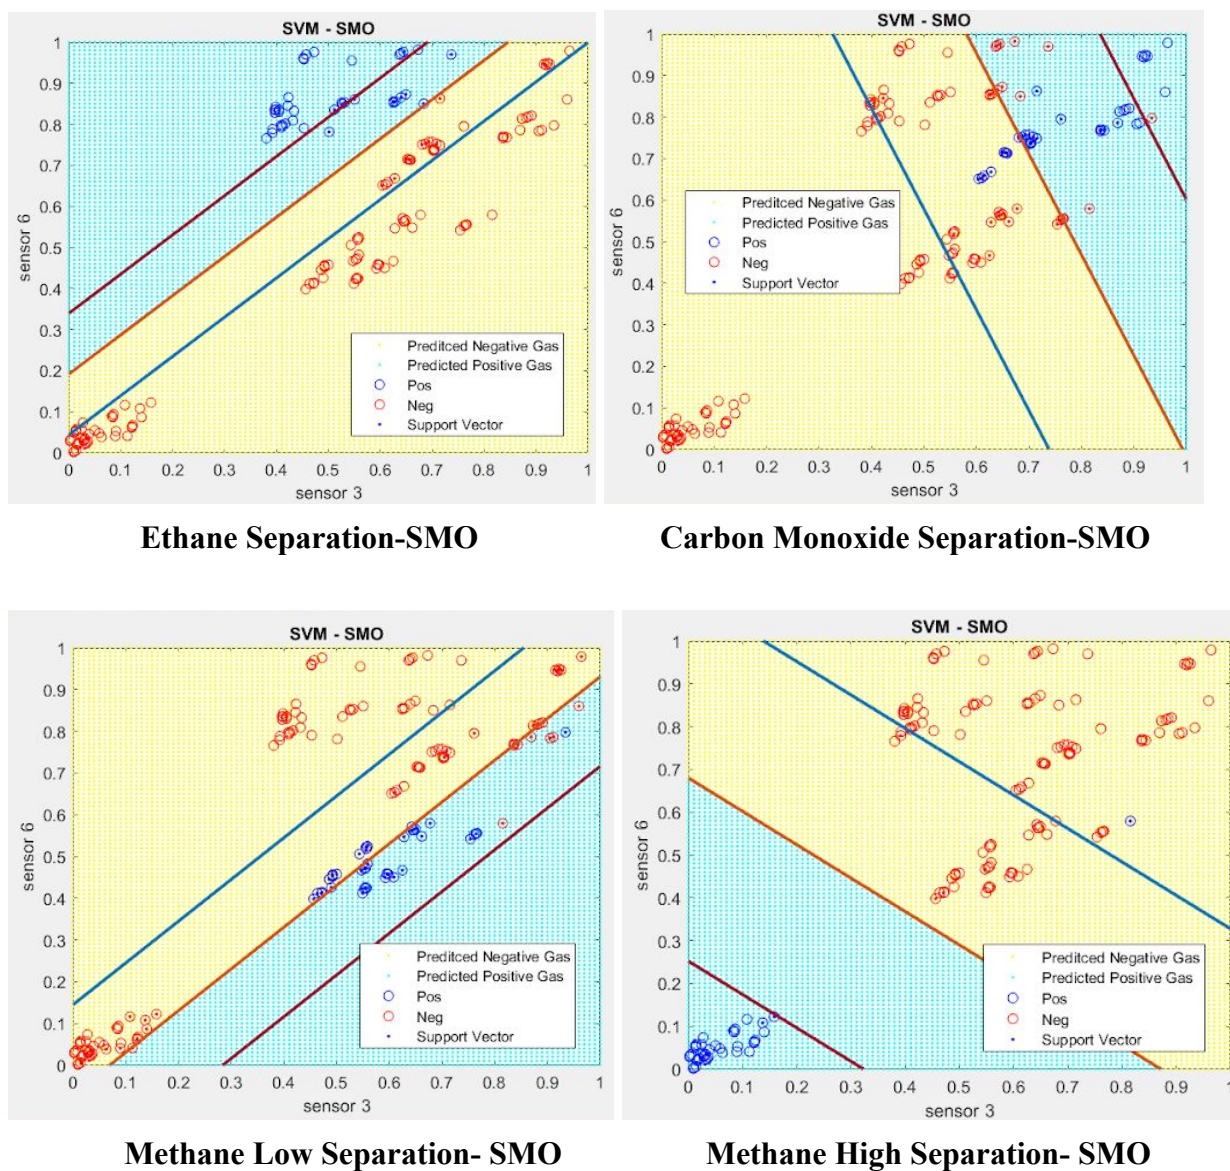 SVM - SMO
1
0.9
0.8
0.7
0.6
0.5
0.4
0.3
0.2
0.1
0
sensor 6
Preditced Negative Gas
Predicted Positive Gas
Pos
Neg
Support Vector
0 0.1 0.2 0.3 0.4 0.5 0.6 0.7 0.8 0.9 1
sensor 3
Ethane Separation-SMO
SVM - SMO
1
0.9
0.8
0.7
0.6
0.5
0.4
0.3
0.2
0.1
0
sensor 6
Preditced Negative Gas
Predicted Positive Gas
Pos
Neg
Support Vector
0 0.1 0.2 0.3 0.4 0.5 0.6 0.7 0.8 0.9 1
sensor 3
Carbon Monoxide Separation-SMO
SVM - SMO
1
0.9
0.8
0.7
0.6
0.5
0.4
0.3
0.2
0.1
0
sensor 6
Preditced Negative Gas
Predicted Positive Gas
Pos
Neg
Support Vector
0 0.1 0.2 0.3 0.4 0.5 0.6 0.7 0.8 0.9 1
sensor 3
Methane Low Separation- SMO
SVM - SMO
1
0.9
0.8
0.7
0.6
0.5
0.4
0.3
0.2
0.1
0
sensor 6
Preditced Negative Gas
Predicted Positive Gas
Pos
Neg
Support Vector
0 0.1 0.2 0.3 0.4 0.5 0.6 0.7 0.8 0.9 1
sensor 3
Methane High Separation- SMO